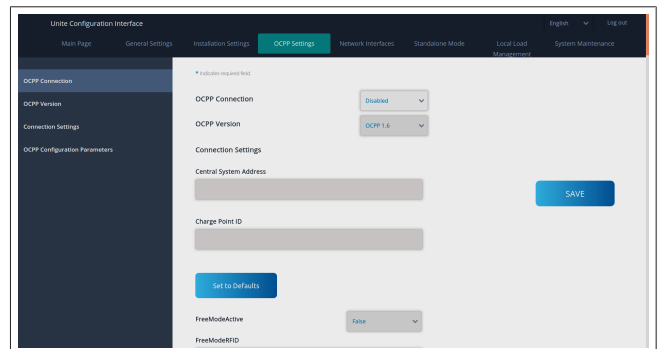 Unite Configuration Interface
English
Log out
Main Page
General Settings
Installation Settings
OCPP Settings
Network Interfaces
Standalone Mode
Local Load
Management
System Maintenance
OCPP Connection
OCPP Version
Connection Settings
OCPP Configuration Parameters
* Indicates required field.
OCPP Connection
Disabled
OCPP Version
OCPP 1.6
Connection Settings
Central System Address
SAVE
Charge Point ID
Set to Defaults
FreeModeActive
False
FreeModeRFID